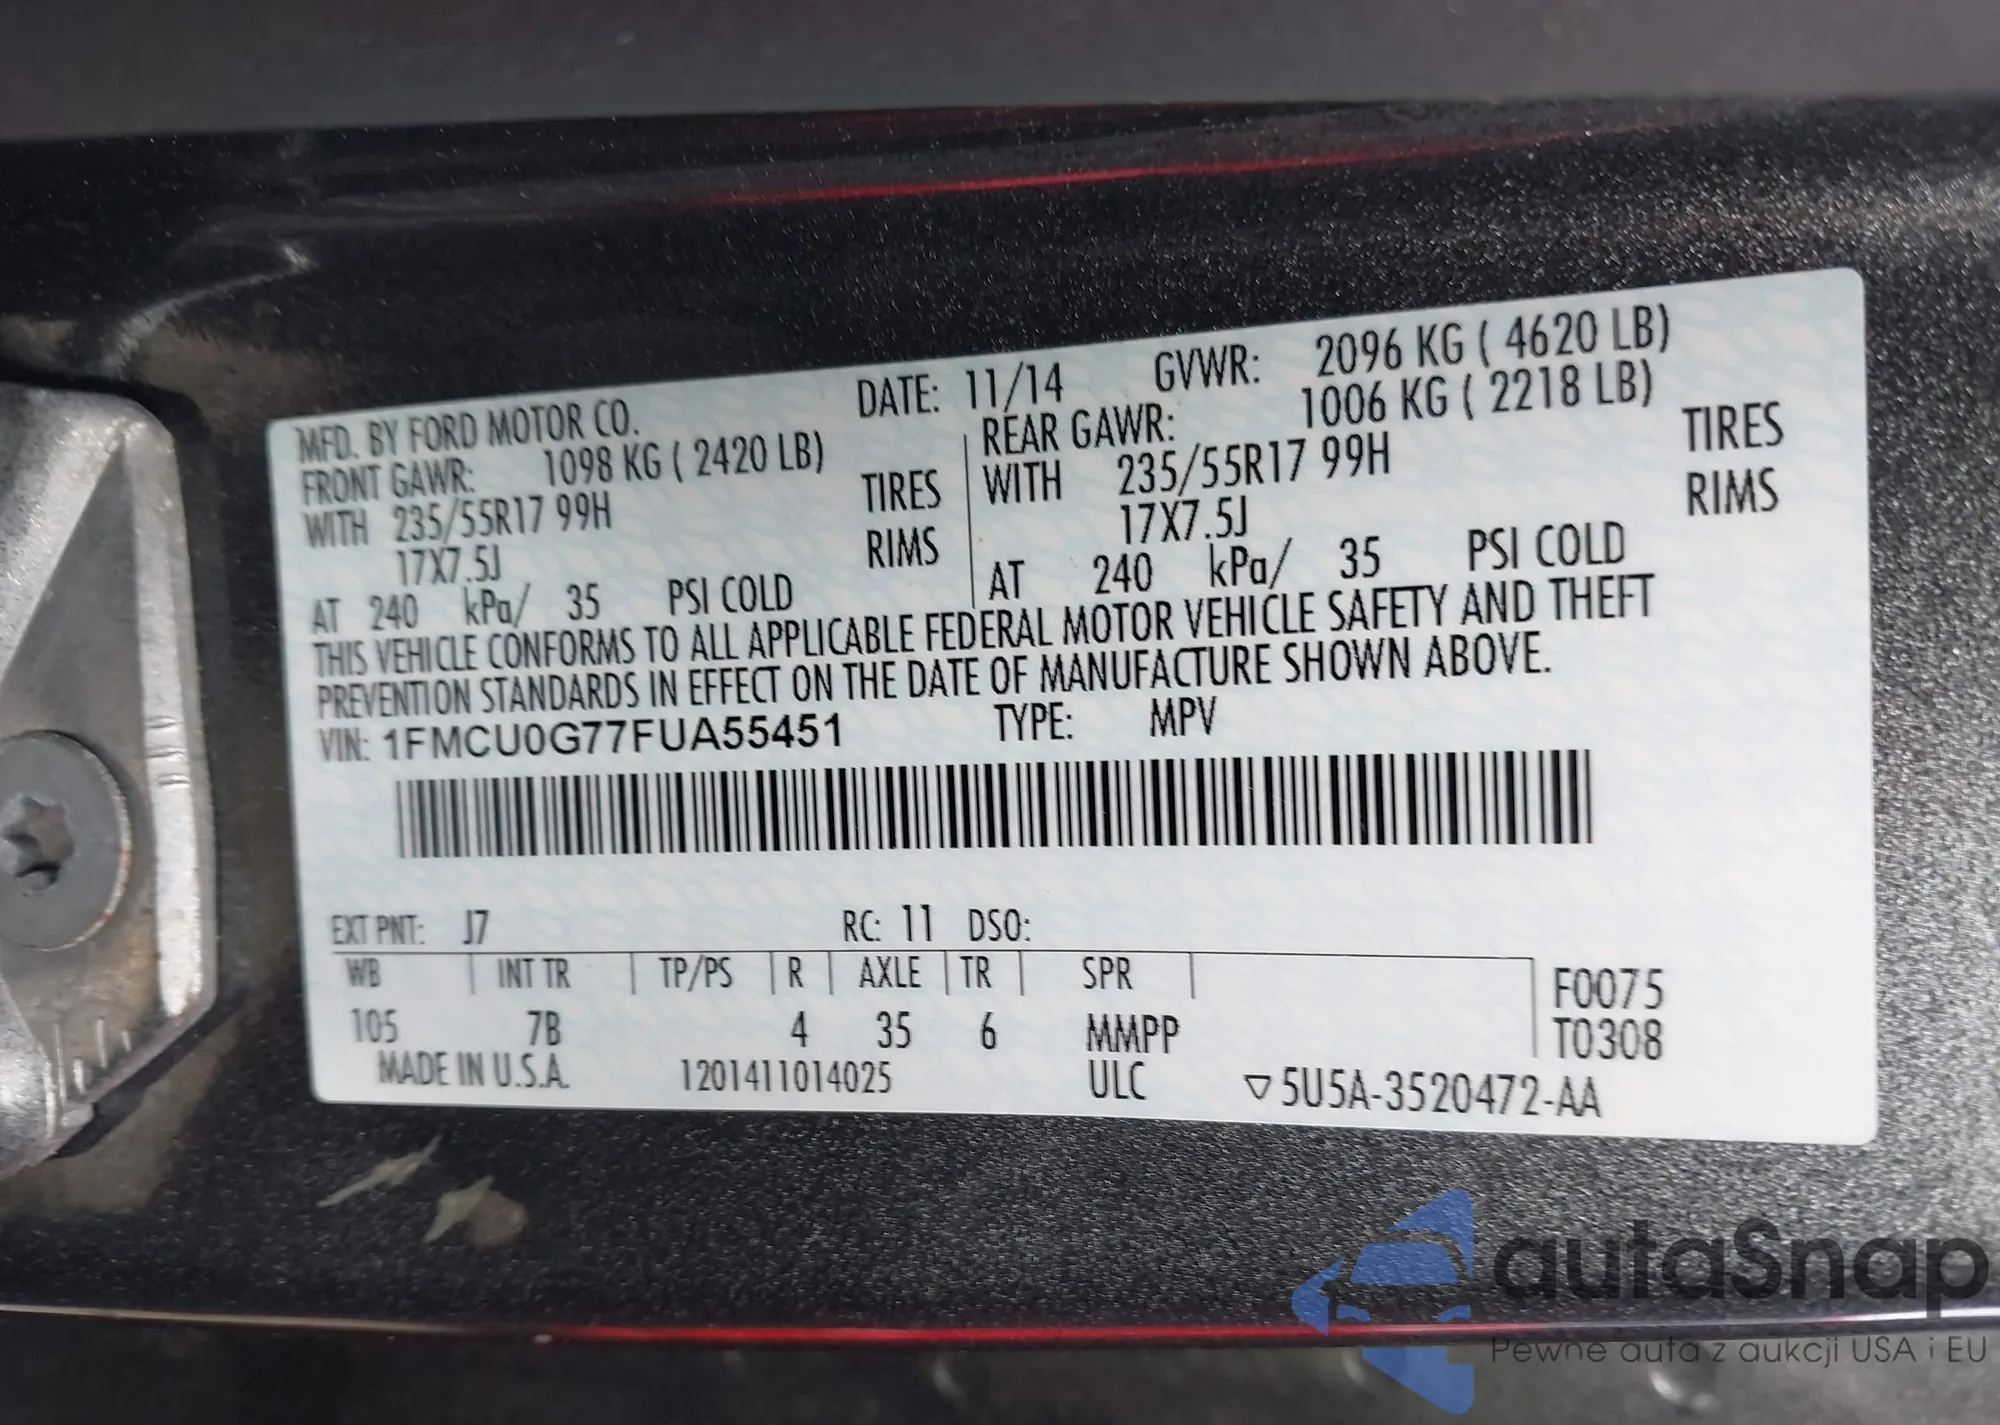 MFD. BY FORD MOTOR CO. DATE: 11/14 GVWR: 2096 KG ( 4620 LB)
FRONT GAWR: 1098 KG ( 2420 LB) REAR GAWR: 1006 KG ( 2218 LB)
WITH 235/55R17 99H TIRES WITH 235/55R17 99H TIRES
17X7.5J RIMS 17X7.5J RIMS
AT 240 kPa/ 35 PSI COLD AT 240 kPa/ 35 PSI COLD
THIS VEHICLE CONFORMS TO ALL APPLICABLE FEDERAL MOTOR VEHICLE SAFETY AND THEFT
PREVENTION STANDARDS IN EFFECT ON THE DATE OF MANUFACTURE SHOWN ABOVE.
VIN: 1FMCU0G77FUA55451 TYPE: MPV
EXT PNT: J7 RC: 11 DSO:
WB INT TR TP/PS R AXLE TR SPR F0075
105 7B 4 35 6 MMPP T0308
MADE IN U.S.A. 1201411014025 ULC ▽5U5A-3520472-AA
autaSnap
Pewne auta z aukcji USA i EU